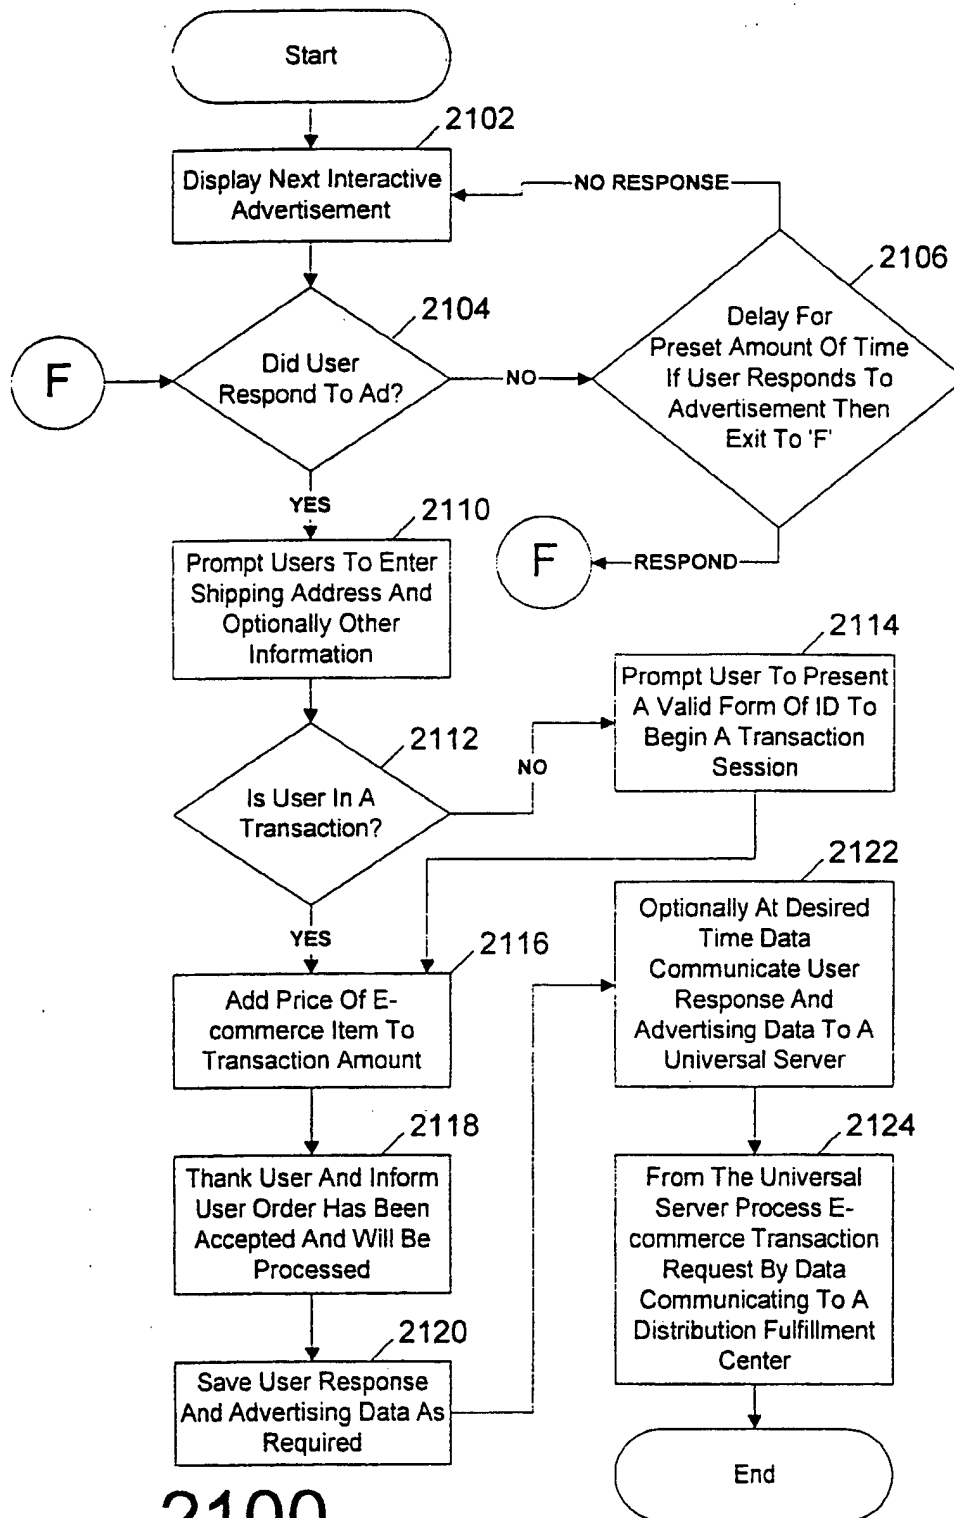 Start
2102
Display Next Interactive
Advertisement
NO RESPONSE
2106
Delay For
Preset Amount Of Time
If User Responds To
Advertisement Then
Exit To 'F'
2104
Did User
Respond To Ad?
F
NO
YES
RESPOND
F
2110
Prompt Users To Enter
Shipping Address And
Optionally Other
Information
2114
Prompt User To Present
A Valid Form Of ID To
Begin A Transaction
Session
2112
Is User In A
Transaction?
NO
YES
2116
Add Price Of E-
commerce Item To
Transaction Amount
2122
Optionally At Desired
Time Data
Communicate User
Response And
Advertising Data To A
Universal Server
2118
Thank User And Inform
User Order Has Been
Accepted And Will Be
Processed
2124
From The Universal
Server Process E-
commerce Transaction
Request By Data
Communicating To A
Distribution Fulfillment
Center
2120
Save User Response
And Advertising Data As
Required
End
2100